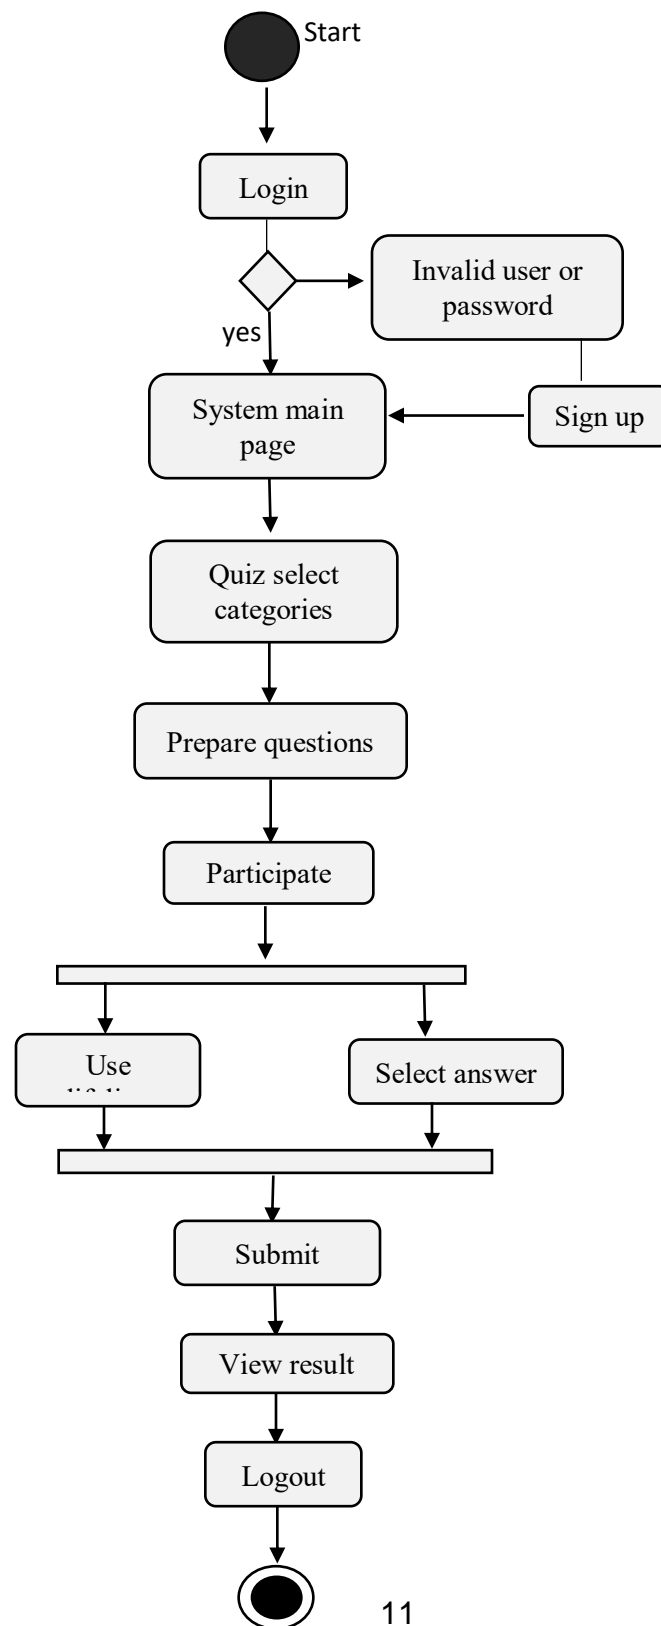 Start
Login
Invalid user or
password
yes
System main
page
Sign up
Quiz select
categories
Prepare questions
Participate
Use
Select answer
Submit
View result
Logout
11